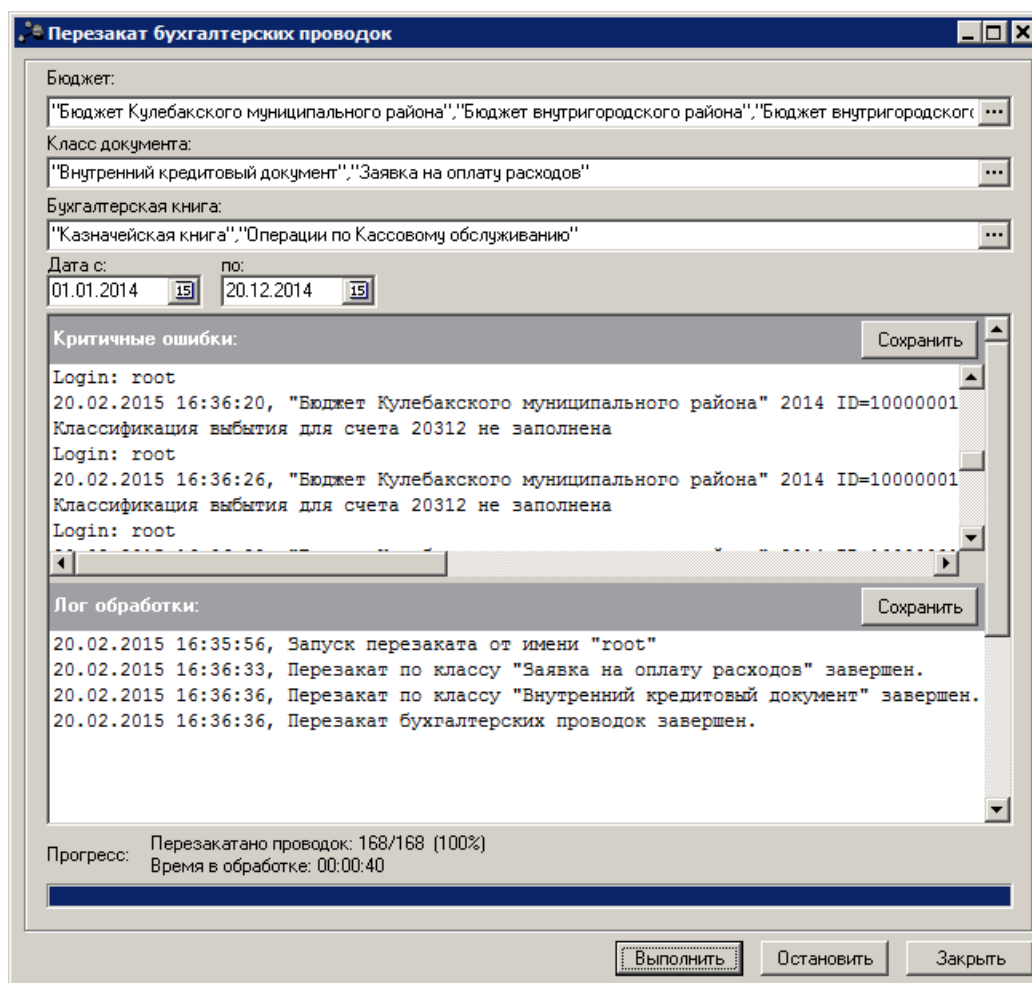 Перезакат бухгалтерских проводок
Бюджет:
"Бюджет Кулебакского муниципального района","Бюджет внутригородского района","Бюджет внутригородског
Класс документа:
"Внутренний кредитовый документ","Заявка на оплату расходов"
Бухгалтерская книга:
"Казначейская книга","Операции по Кассовому обслуживанию"
Дата с: по:
01.01.2014 15 20.12.2014 15
Критичные ошибки: Сохранить
Login: root
20.02.2015 16:36:20, "Бюджет Кулебакского муниципального района" 2014 ID=10000001
Классификация выбытия для счета 20312 не заполнена
Login: root
20.02.2015 16:36:26, "Бюджет Кулебакского муниципального района" 2014 ID=10000001
Классификация выбытия для счета 20312 не заполнена
Login: root
Лог обработки: Сохранить
20.02.2015 16:35:56, Запуск перезаката от имени "root"
20.02.2015 16:36:33, Перезакат по классу "Заявка на оплату расходов" завершен.
20.02.2015 16:36:36, Перезакат по классу "Внутренний кредитовый документ" завершен.
20.02.2015 16:36:36, Перезакат бухгалтерских проводок завершен.
Прогресс: Перезакатано проводок: 168/168 (100%)
Время в обработке: 00:00:40
Выполнить Остановить Закрыть